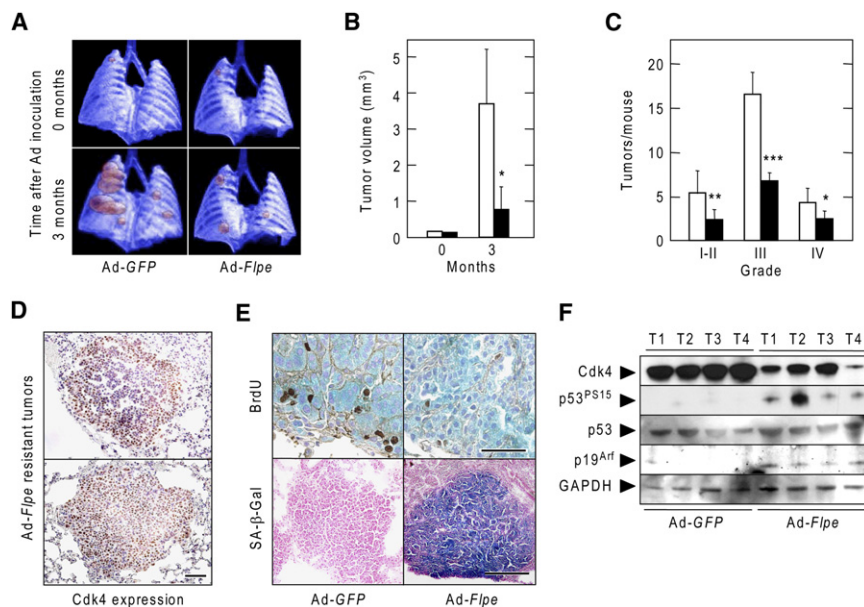 A
Time after Ad inoculation
0 months
3 months
Ad-GFP
Ad-Flpe
B
Tumor volume (mm³)
5
4
3
2
1
0
*
0
3
Months
C
Tumors/mouse
20
15
10
5
0
**
***
*
I-II
III
IV
Grade
D
Ad-Flpe resistant tumors
Cdk4 expression
E
BrdU
SA-β-Gal
Ad-GFP
Ad-Flpe
F
T1 T2 T3 T4 T1 T2 T3 T4
Cdk4
p53PS15
p53
p19Arf
GAPDH
Ad-GFP
Ad-Flpe